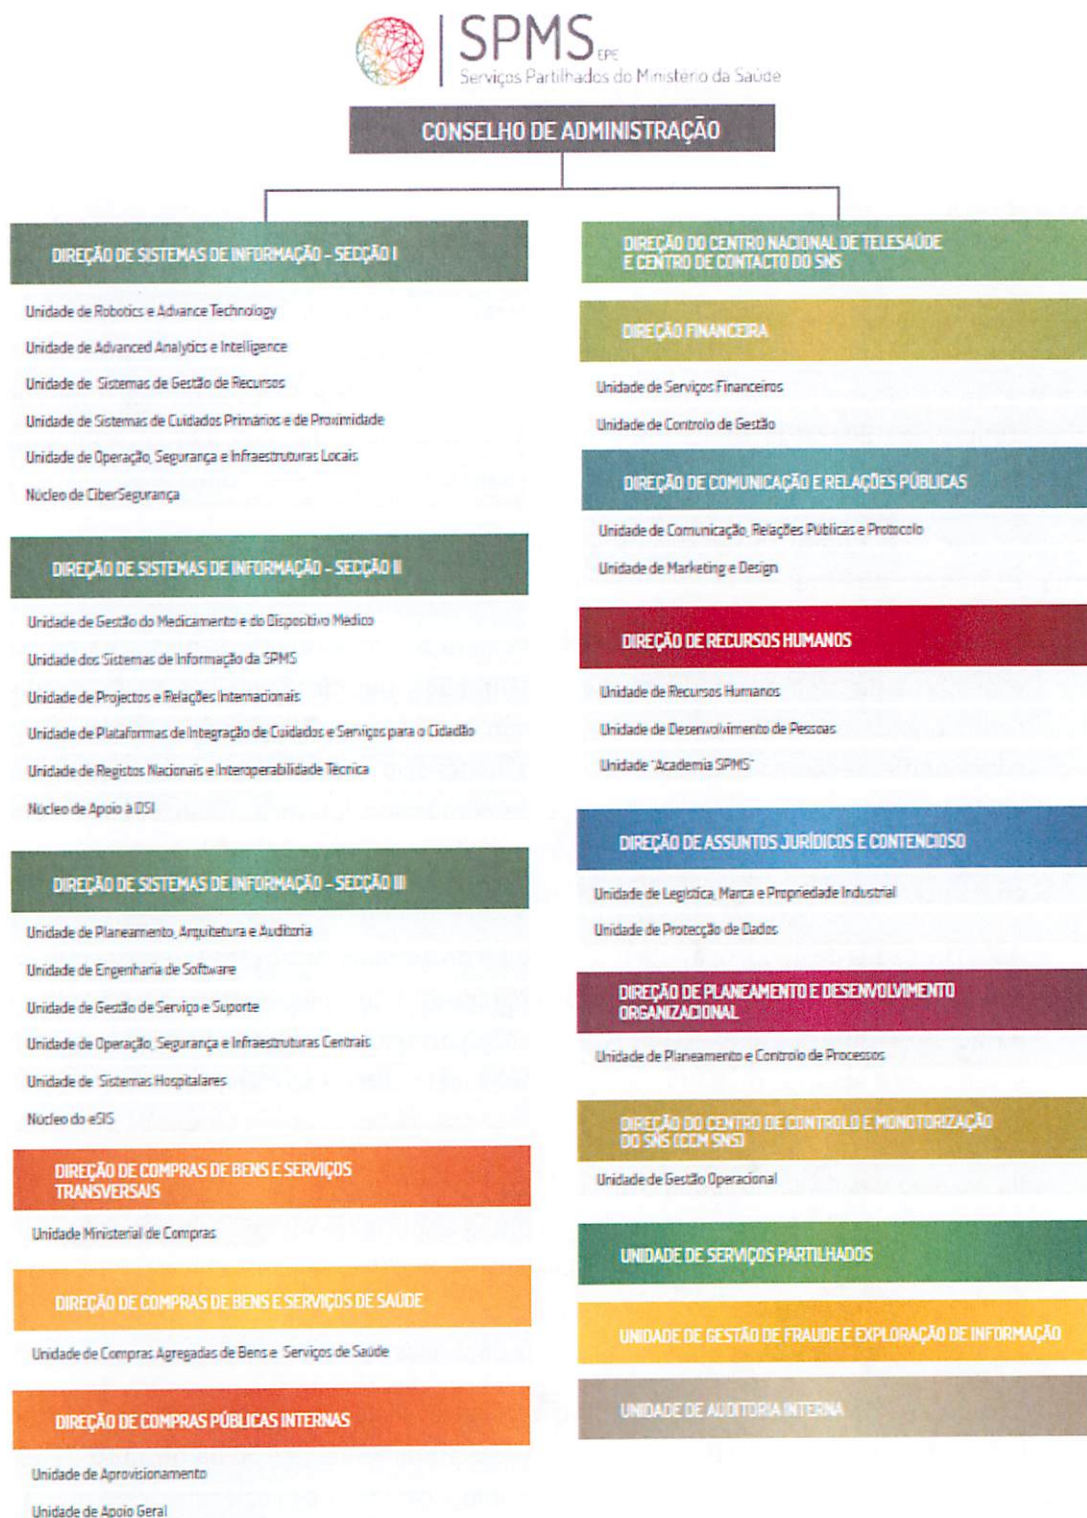 SPMS EPE
Serviços Partilhados do Ministério da Saúde
CONSELHO DE ADMINISTRAÇÃO
DIREÇÃO DE SISTEMAS DE INFORMAÇÃO - SECÇÃO I
Unidade de Robotics e Advance Technology
Unidade de Advanced Analytics e Intelligence
Unidade de Sistemas de Gestão de Recursos
Unidade de Sistemas de Cuidados Primários e de Proximidade
Unidade de Operação, Segurança e Infraestruturas Locais
Núcleo de CiberSegurança
DIREÇÃO DE SISTEMAS DE INFORMAÇÃO - SECÇÃO II
Unidade de Gestão do Medicamento e do Dispositivo Médico
Unidade dos Sistemas de Informação da SPMS
Unidade de Projectos e Relações Internacionais
Unidade de Plataformas de Integração de Cuidados e Serviços para o Cidadão
Unidade de Registos Nacionais e Interoperabilidade Técnica
Núcleo de Apoio à DSI
DIREÇÃO DE SISTEMAS DE INFORMAÇÃO - SECÇÃO III
Unidade de Planeamento, Arquitetura e Auditoria
Unidade de Engenharia de Software
Unidade de Gestão de Serviço e Suporte
Unidade de Operação, Segurança e Infraestruturas Centrais
Unidade de Sistemas Hospitalares
Núcleo do eSIS
DIREÇÃO DE COMPRAS DE BENS E SERVIÇOS
TRANSVERSAIS
Unidade Ministerial de Compras
DIREÇÃO DE COMPRAS DE BENS E SERVIÇOS DE SAÚDE
Unidade de Compras Agregadas de Bens e Serviços de Saúde
DIREÇÃO DE COMPRAS PÚBLICAS INTERNAS
Unidade de Aprovisionamento
Unidade de Apoio Geral
DIREÇÃO DO CENTRO NACIONAL DE TELESAÚDE
E CENTRO DE CONTACTO DO SNS
DIREÇÃO FINANCEIRA
Unidade de Serviços Financeiros
Unidade de Controlo de Gestão
DIREÇÃO DE COMUNICAÇÃO E RELAÇÕES PÚBLICAS
Unidade de Comunicação, Relações Públicas e Protocolo
Unidade de Marketing e Design
DIREÇÃO DE RECURSOS HUMANOS
Unidade de Recursos Humanos
Unidade de Desenvolvimento de Pessoas
Unidade "Academia SPMS"
DIREÇÃO DE ASSUNTOS JURÍDICOS E CONTENCIOSO
Unidade de Legística, Marca e Propriedade Industrial
Unidade de Protecção de Dados
DIREÇÃO DE PLANEAMENTO E DESENVOLVIMENTO
ORGANIZACIONAL
Unidade de Planeamento e Controlo de Processos
DIREÇÃO DO CENTRO DE CONTROLO E MONOTORIZAÇÃO
DO SNS (CCM SNS)
Unidade de Gestão Operacional
UNIDADE DE SERVIÇOS PARTILHADOS
UNIDADE DE GESTÃO DE FRAUDE E EXPLORAÇÃO DE INFORMAÇÃO
UNIDADE DE AUDITORIA INTERNA